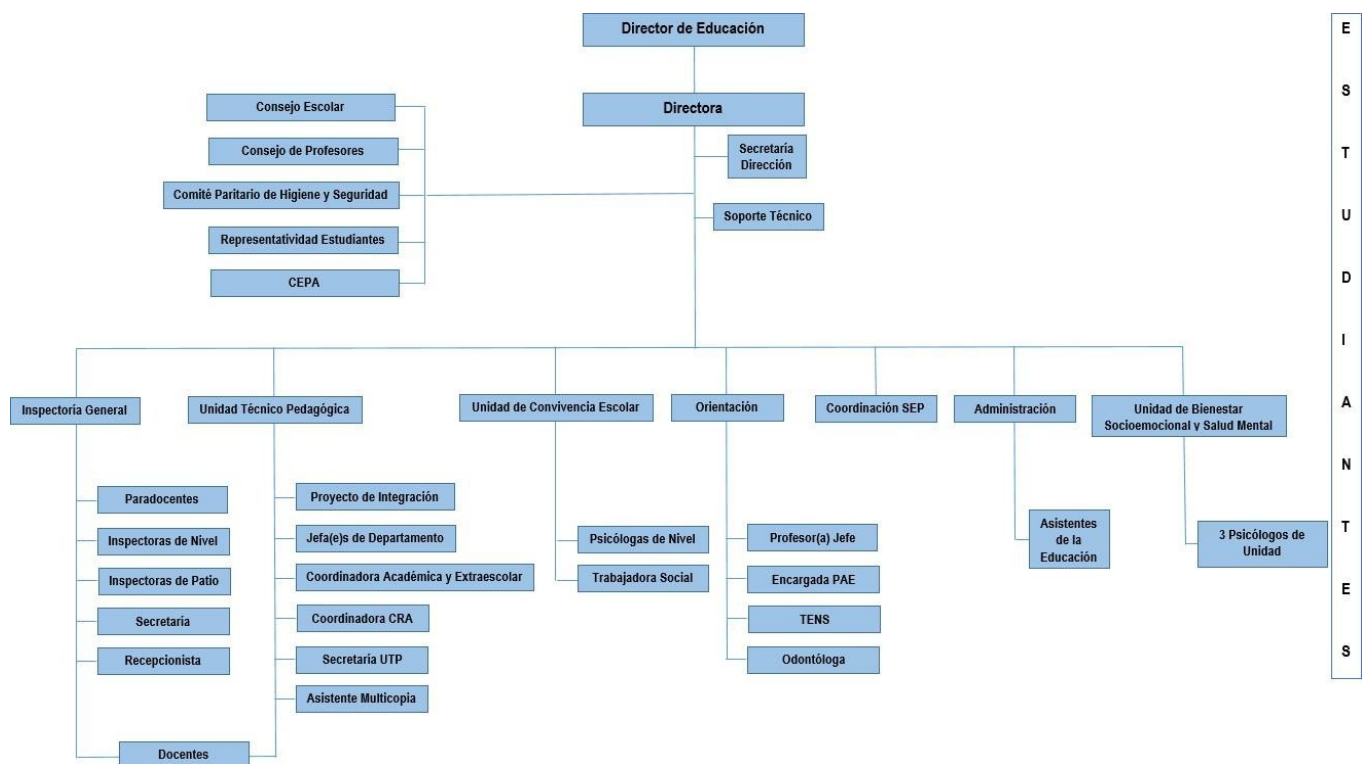 Director de Educación
Directora
Secretaría
Dirección
Soporte Técnico
Consejo Escolar
Consejo de Profesores
Comité Paritario de Higiene y Seguridad
Representatividad Estudiantes
CEPA
Inspectoría General
Unidad Técnico Pedagógica
Unidad de Convivencia Escolar
Orientación
Coordinación SEP
Administración
Unidad de Bienestar
Socioemocional y Salud Mental
Paradocentes
Inspectoras de Nivel
Inspectoras de Patio
Secretaria
Recepcionista
Proyecto de Integración
Jefa(e)s de Departamento
Coordinadora Académica y Extraescolar
Coordinadora CRA
Secretaría UTP
Asistente Multicopia
Docentes
Psicólogas de Nivel
Trabajadora Social
Profesor(a) Jefe
Encargada PAE
TENS
Odontóloga
Asistentes
de la
Educación
3 Psicólogos de
Unidad
E
S
T
U
D
I
A
N
T
E
S